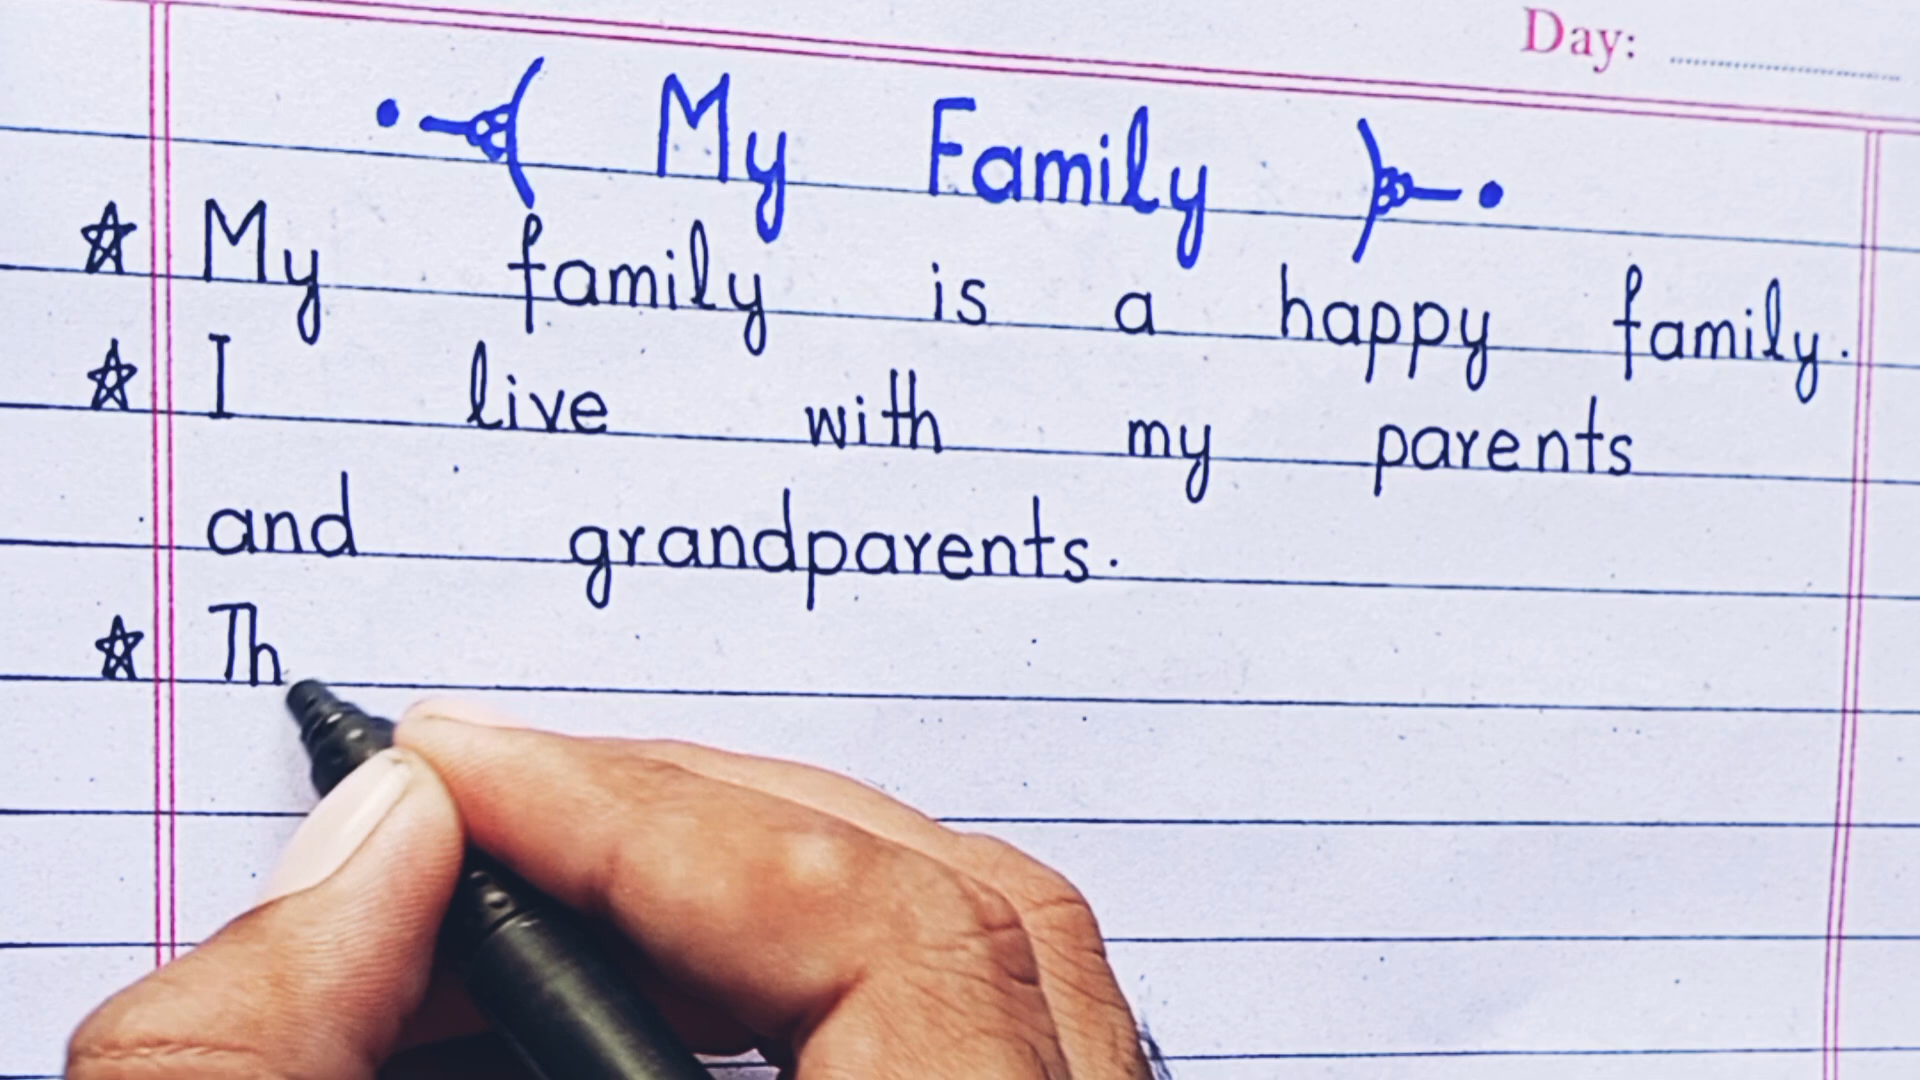 Day:
My Family
My family is a happy family.
I live with my parents
and grandparents.
Th